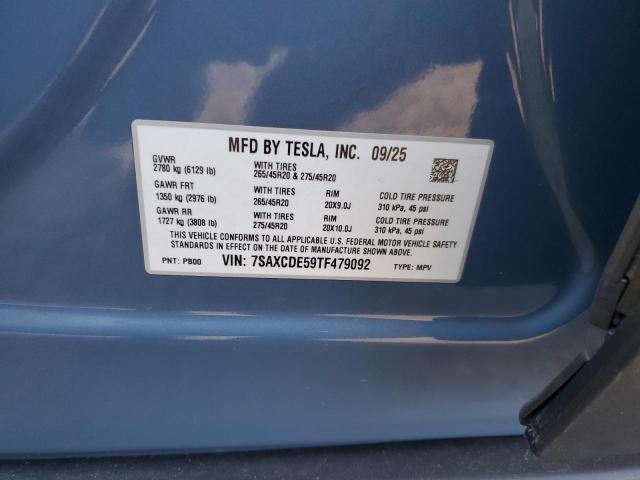 MFD BY TESLA, INC. 09/25
GVWR
2780 kg (6129 lb)
WITH TIRES
265/45R20 & 275/45R20
GAWR FRT
1350 kg (2976 lb)
WITH TIRES
265/45R20
RIM
20X9.0J
COLD TIRE PRESSURE
310 kPa, 45 psi
GAWR RR
1727 kg (3808 lb)
WITH TIRES
275/45R20
RIM
20X10.0J
COLD TIRE PRESSURE
310 kPa, 45 psi
THIS VEHICLE CONFORMS TO ALL APPLICABLE U.S. FEDERAL MOTOR VEHICLE SAFETY
STANDARDS IN EFFECT ON THE DATE OF MANUFACTURE SHOWN ABOVE.
PNT: PB00 VIN: 7SAXCDE59TF479092 TYPE: MPV